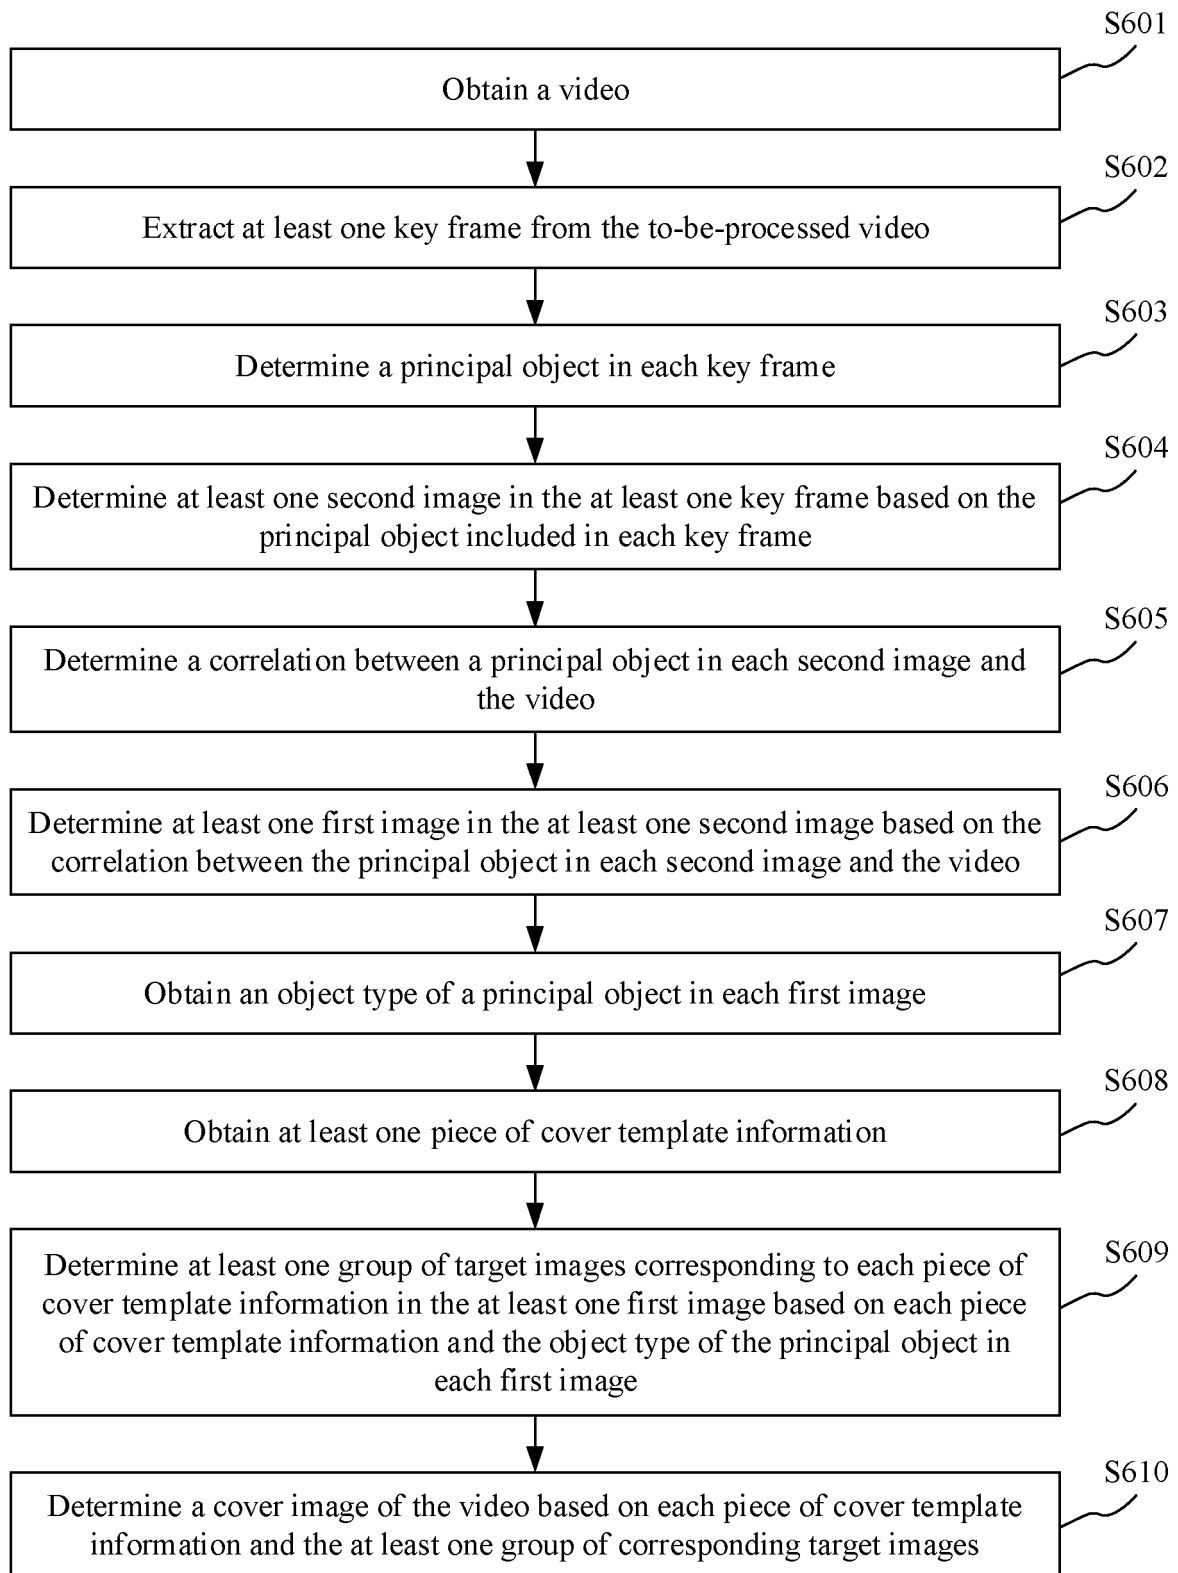 S601
Obtain a video
S602
Extract at least one key frame from the to-be-processed video
S603
Determine a principal object in each key frame
S604
Determine at least one second image in the at least one key frame based on the
principal object included in each key frame
S605
Determine a correlation between a principal object in each second image and
the video
S606
Determine at least one first image in the at least one second image based on the
correlation between the principal object in each second image and the video
S607
Obtain an object type of a principal object in each first image
S608
Obtain at least one piece of cover template information
S609
Determine at least one group of target images corresponding to each piece of
cover template information in the at least one first image based on each piece
of cover template information and the object type of the principal object in
each first image
S610
Determine a cover image of the video based on each piece of cover template
information and the at least one group of corresponding target images